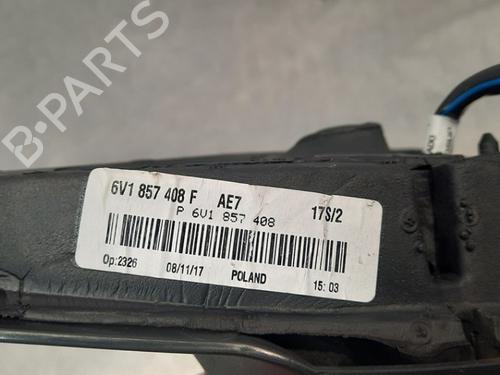 B-PARTS
6V1 857 408 F AE7 17S/2
P 6V1 857 408
Op:2326 08/11/17 POLAND 15:03